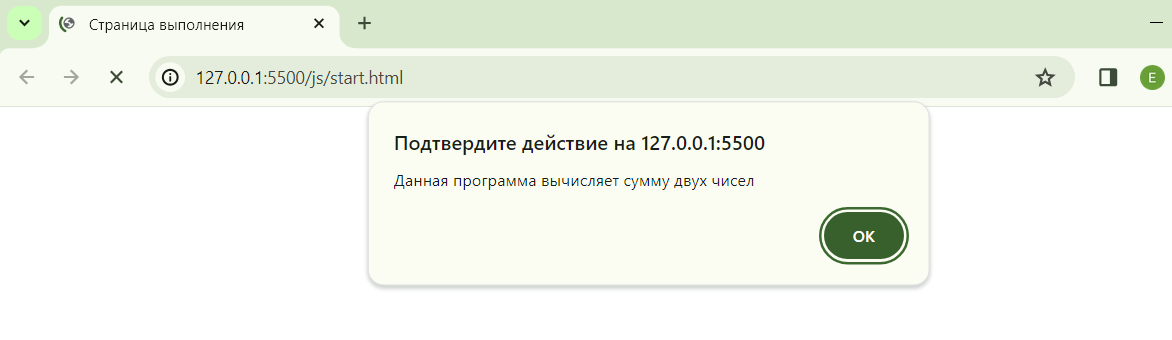 Страница выполнения
127.0.0.1:5500/js/start.html
E
Подтвердите действие на 127.0.0.1:5500
Данная программа вычисляет сумму двух чисел
ОК